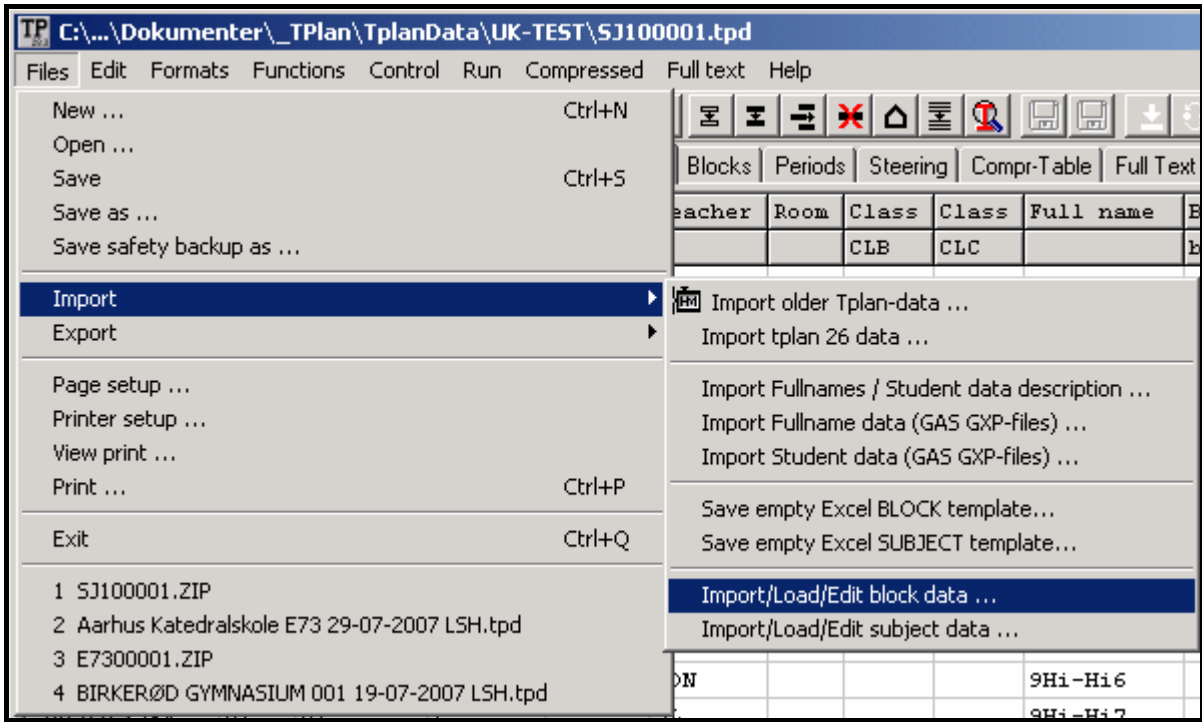 TP C:\...\Dokumenter\_TPlan\TplanData\UK-TEST\SJ100001.tpd
Files Edit Formats Functions Control Run Compressed Full text Help
New ... Ctrl+N
Open ...
Save Ctrl+S
Save as ...
Save safety backup as ...
Import
Export
Page setup ...
Printer setup ...
View print ...
Print ... Ctrl+P
Exit Ctrl+Q
1 SJ100001.ZIP
2 Aarhus Katedralskole E73 29-07-2007 LSH.tpd
3 E7300001.ZIP
4 BIRKERØD GYMNASIUM 001 19-07-2007 LSH.tpd
Blocks Periods Steering Compr-Table Full Text
eacher Room Class Class Full name
CLB CLC
Import older Tplan-data ...
Import tplan 26 data ...
Import Fullnames / Student data description ...
Import Fullname data (GAS GXP-files) ...
Import Student data (GAS GXP-files) ...
Save empty Excel BLOCK template...
Save empty Excel SUBJECT template...
Import/Load/Edit block data ...
Import/Load/Edit subject data ...
ON 9Hi-Hi6
9Hi-Hi7